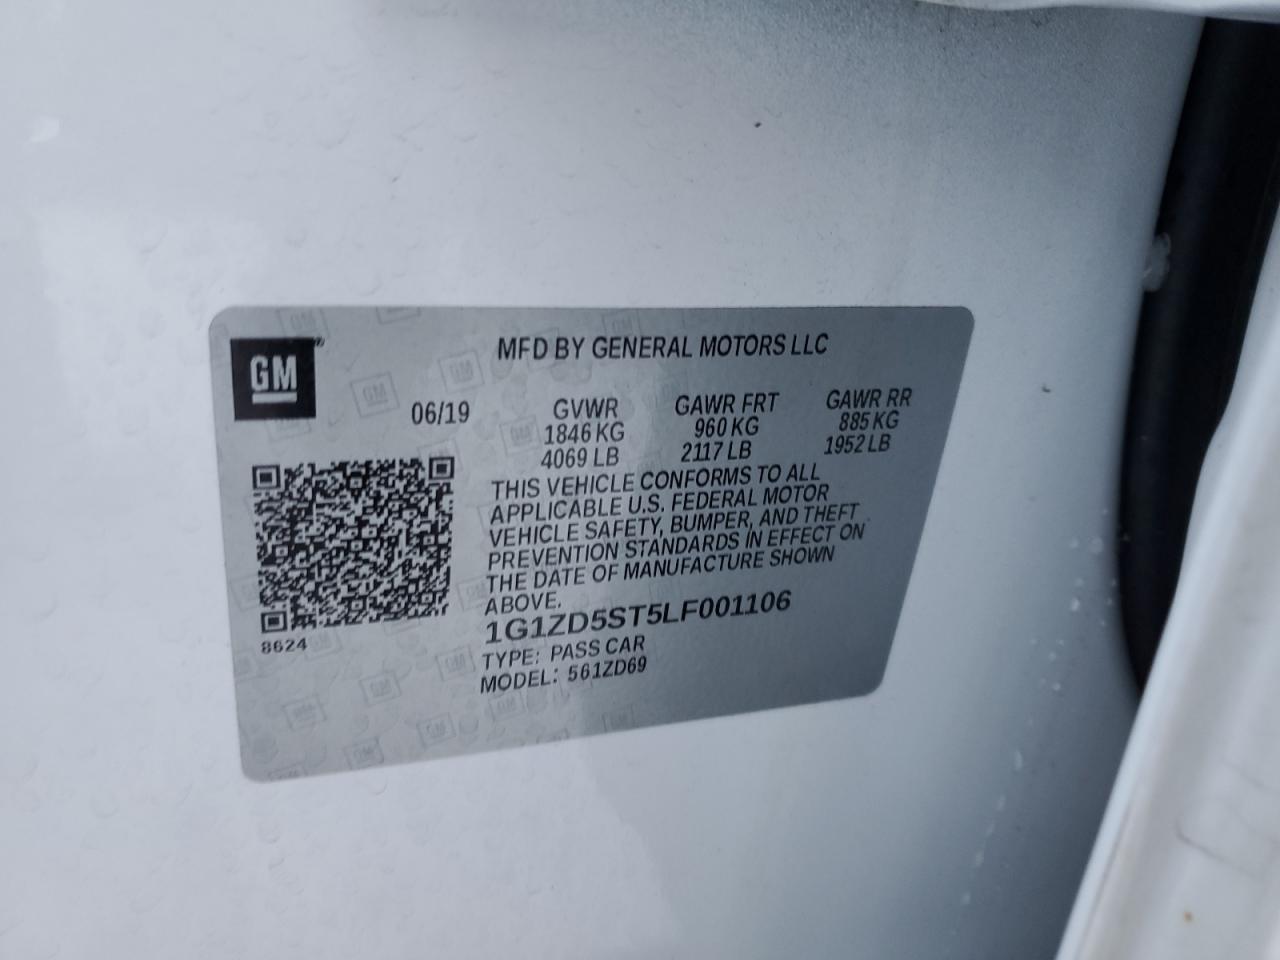 GM
MFD BY GENERAL MOTORS LLC
06/19
GVWR
1846 KG
4069 LB
GAWR FRT
960 KG
2117 LB
GAWR RR
885 KG
1952 LB
THIS VEHICLE CONFORMS TO ALL
APPLICABLE U.S. FEDERAL MOTOR
VEHICLE SAFETY, BUMPER, AND THEFT
PREVENTION STANDARDS IN EFFECT ON
THE DATE OF MANUFACTURE SHOWN
ABOVE.
1G1ZD5ST5LF001106
TYPE: PASS CAR
MODEL: 561ZD69
8624